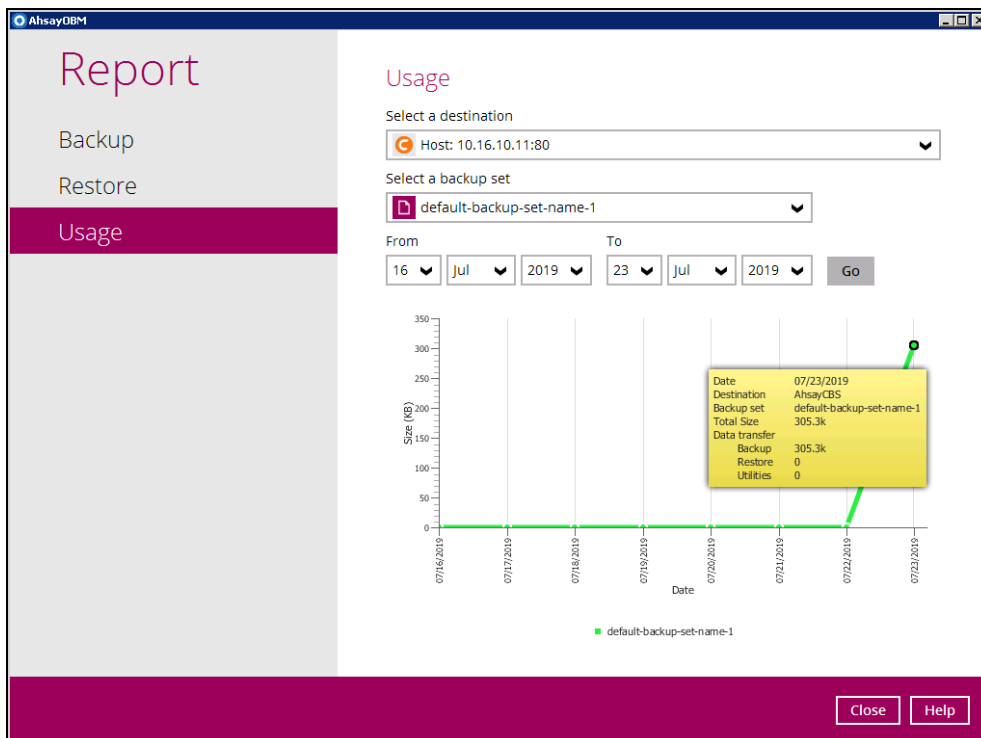 AhsayOBM
Report
Backup
Restore
Usage
Usage
Select a destination
C Host: 10.16.10.11:80
Select a backup set
default-backup-set-name-1
From To
16 Jul 2019 23 Jul 2019 Go
350
300
250
200
150
100
50
0
Size (KB)
Date 07/23/2019
Destination AhsayCBS
Backup set default-backup-set-name-1
Total Size 305.3k
Data transfer
Backup 305.3k
Restore 0
Utilities 0
07/16/2019 07/17/2019 07/18/2019 07/19/2019 07/20/2019 07/21/2019 07/22/2019 07/23/2019
Date
default-backup-set-name-1
Close Help